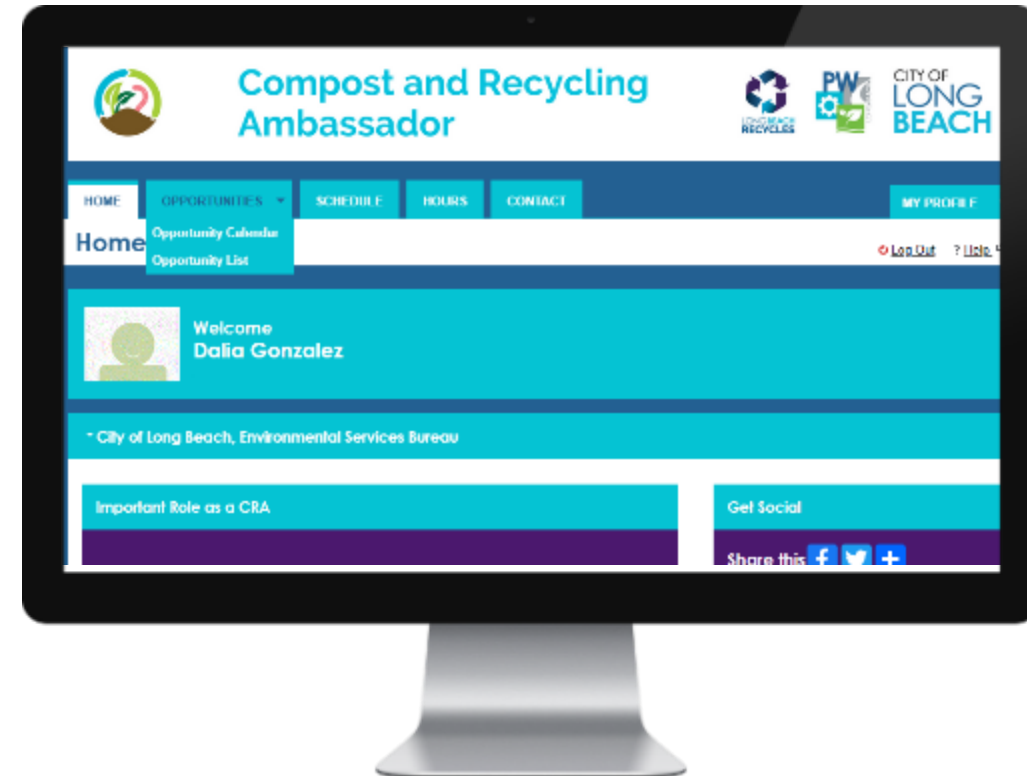 Compost and Recycling
Ambassador
LONG BEACH
RECYCLES
PW
CITY OF
LONG
BEACH
HOME
OPPORTUNITIES
SCHEDULE
HOURS
CONTACT
MY PROFILE
Home
Opportunity Calendar
Opportunity List
Log Out
? Help
Welcome
Dalia Gonzalez
City of Long Beach, Environmental Services Bureau
Important Role as a CRA
Get Social
Share this